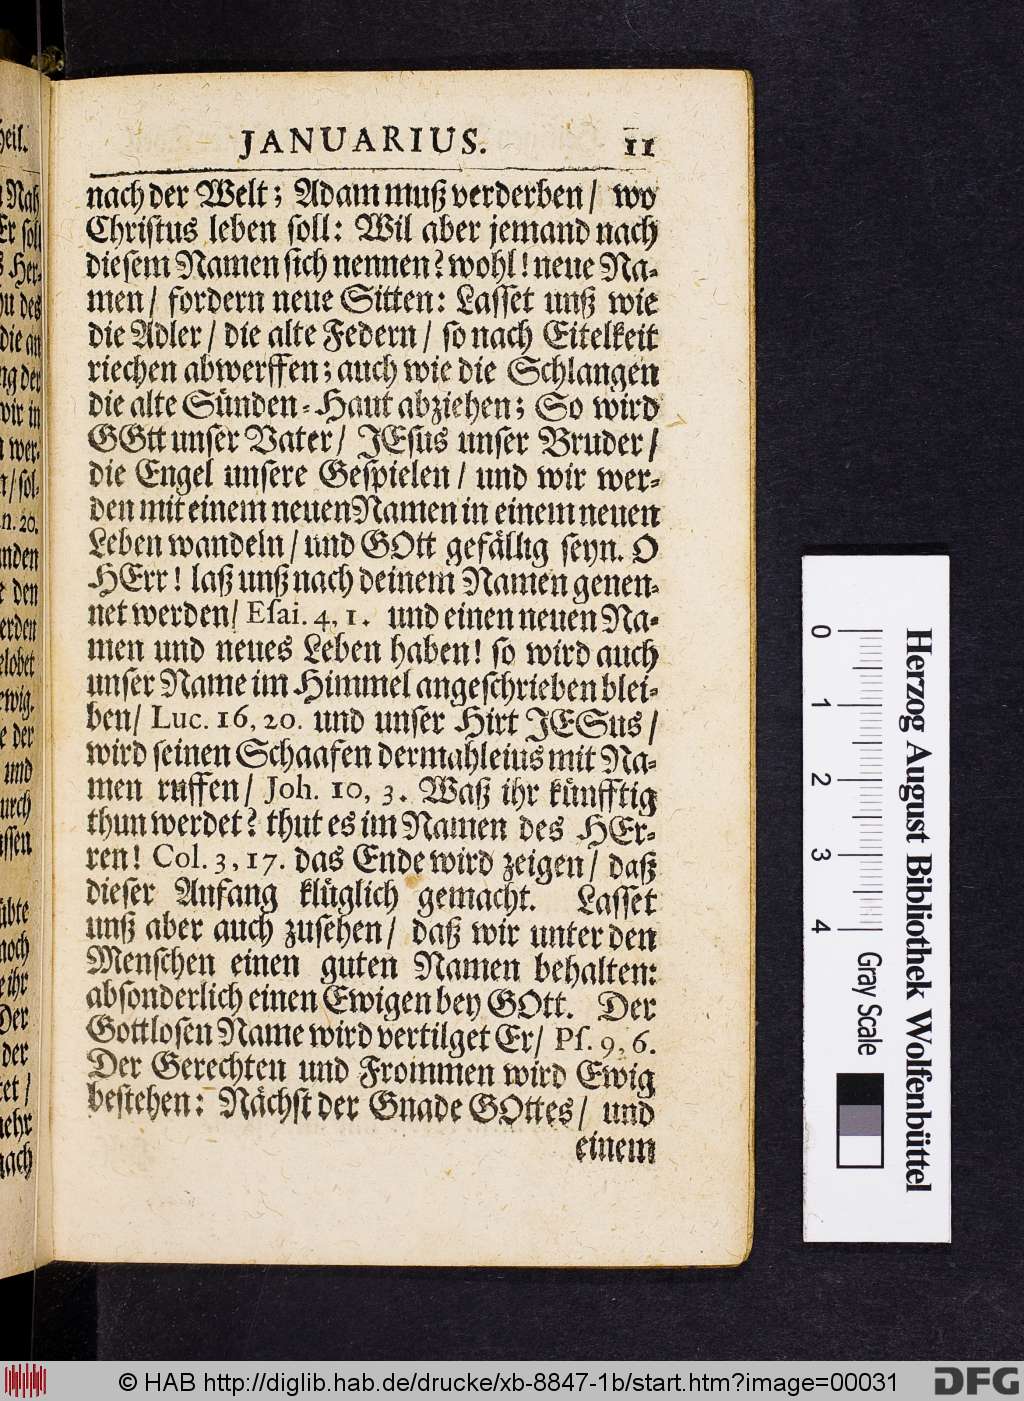 JANUARIUS. 11
nach der Welt; Adam muß verderben / wo
Christus leben soll: Wil aber jemand nach
diesem Namen sich nennen? wohl! neue Na-
men / fordern neue Sitten: Lasset unß wie
die Adler / die alte Federn / so nach Eitelkeit
riechen abwerffen; auch wie die Schlangen
die alte Sünden-Haut abziehen; So wird
GOtt unser Vater / JEsus unser Bruder /
die Engel unsere Gespielen / und wir wer-
den mit einem neuen Namen in einem neuen
Leben wandeln / und GOtt gefällig seyn. O
HErr! laß unß nach deinem Namen genen-
net werden / Esai. 4, 1. und einen neuen Na-
men und neues Leben haben! so wird auch
unser Name im Himmel angeschrieben blei-
ben / Luc. 16, 20. und unser Hirt JESus /
wird seinen Schaafen dermahleius mit Na-
men ruffen / Joh. 10, 3. Waß ihr künfftig
thun werdet? thut es im Namen des HEr-
ren! Col. 3, 17. das Ende wird zeigen / daß
dieser Anfang klüglich gemacht. Lasset
unß aber auch zusehen / daß wir unter den
Menschen einen guten Namen behalten:
absonderlich einen Ewigen bey GOtt. Der
Gottlosen Name wird vertilget Er / Ps. 9, 6.
Der Gerechten und Frommen wird Ewig
bestehen: Nächst der Gnade GOttes / und
einem
0 1 2 3 4 Gray Scale
Herzog August Bibliothek Wolfenbüttel
© HAB http://diglib.hab.de/drucke/xb-8847-1b/start.htm?image=00031
DFG